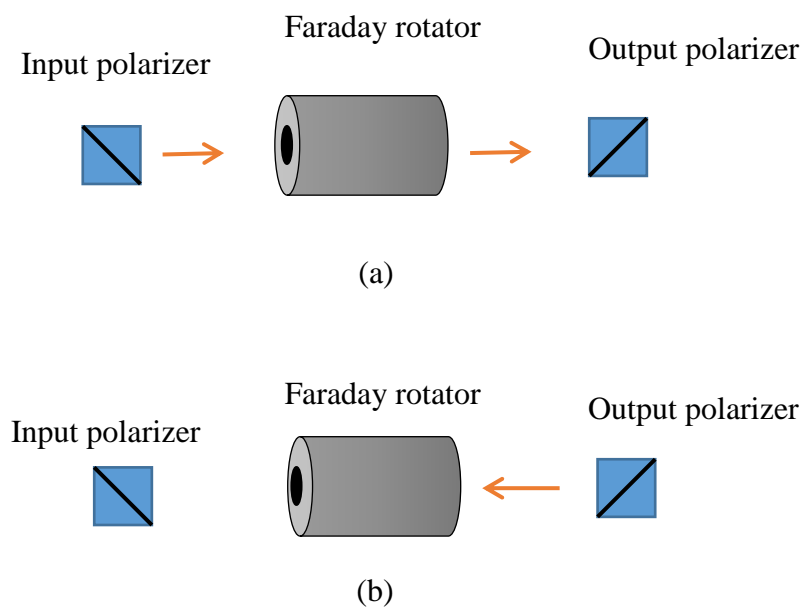 Faraday rotator
Output polarizer
Input polarizer
(a)
Faraday rotator
Output polarizer
Input polarizer
(b)